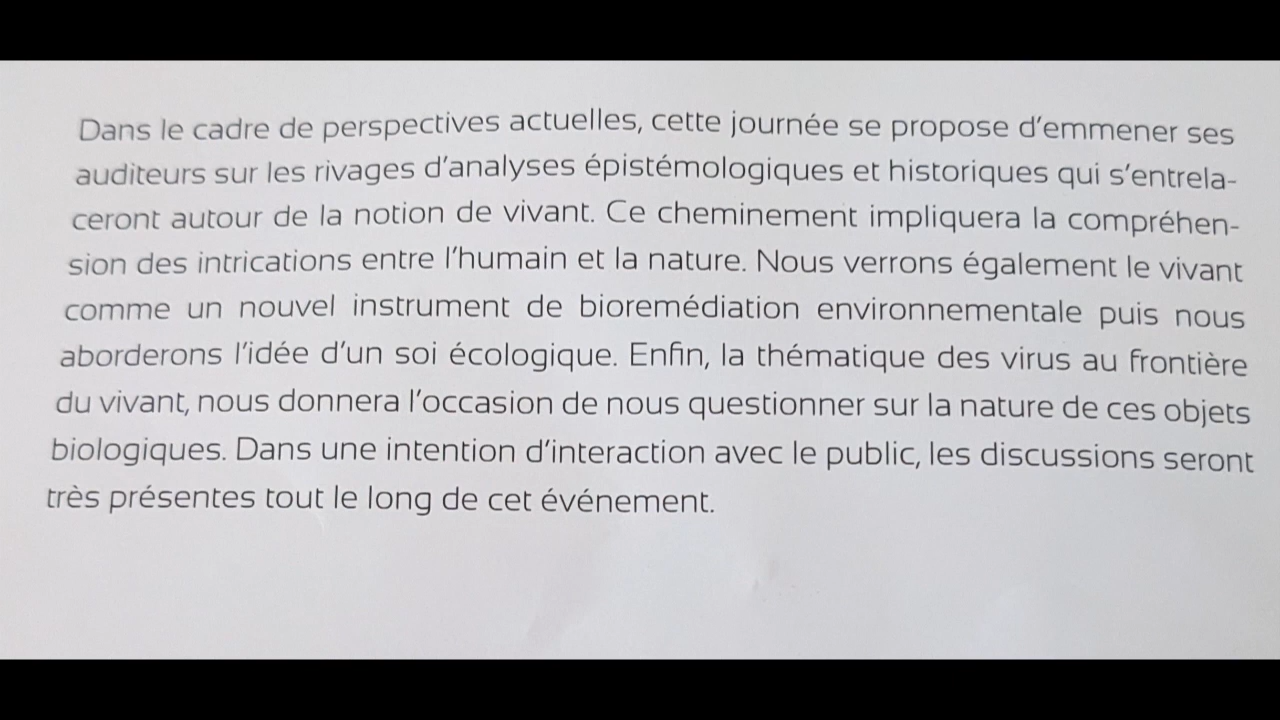 Dans le cadre de perspectives actuelles, cette journée se propose d'emmener ses
auditeurs sur les rivages d'analyses épistémologiques et historiques qui s'entrela-
ceront autour de la notion de vivant. Ce cheminement impliquera la compréhen-
sion des intrications entre l'humain et la nature. Nous verrons également le vivant
comme un nouvel instrument de bioremédiation environnementale puis nous
aborderons l'idée d'un soi écologique. Enfin, la thématique des virus au frontière
du vivant, nous donnera l'occasion de nous questionner sur la nature de ces objets
biologiques. Dans une intention d'interaction avec le public, les discussions seront
très présentes tout le long de cet événement.